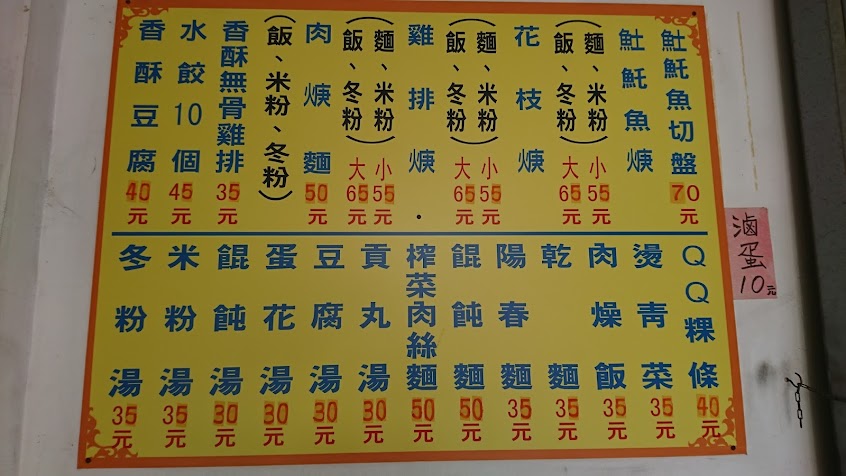 𩵚魠魚切盤 70元
𩵚魠魚焿
(麵、米粉) 小55元
(飯、冬粉) 大65元
花枝焿
(麵、米粉) 小55元
(飯、冬粉) 大65元
雞排焿
(麵、米粉) 小55元
(飯、冬粉) 大65元
肉焿麵 50元
(飯、米粉、冬粉)
香酥無骨雞排 35元
水餃10個 45元
香酥豆腐 40元
QQ粿條 40元
燙青菜 35元
肉燥飯 35元
乾麵 35元
陽春麵 35元
餛飩麵 50元
榨菜肉絲麵 50元
貢丸湯 30元
豆腐湯 30元
蛋花湯 30元
餛飩湯 30元
米粉湯 35元
冬粉湯 35元
滷蛋10元